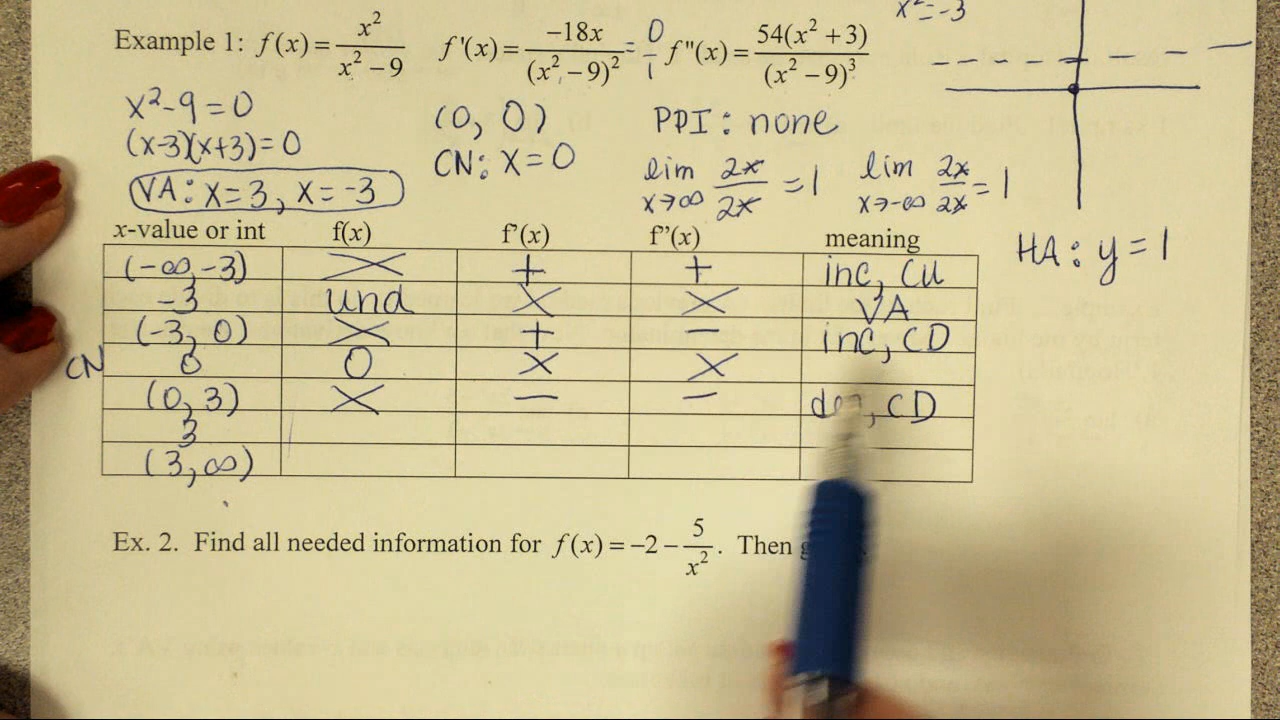 x² = -3
Example 1: f(x) = x²/(x² − 9) f'(x) = −18x/(x² − 9)² = 0/1 f"(x) = 54(x² + 3)/(x² − 9)³
x² - 9 = 0
(x-3)(x+3) = 0
VA: x = 3, x = -3
(0, 0)
CN: x = 0
PPI: none
lim x→∞ 2x/2x = 1 lim x→-∞ 2x/2x = 1
HA: y = 1
x-value or int f(x) f'(x) f"(x) meaning
(-∞, -3) X + + inc, CU
-3 und X X VA
(-3, 0) X + − inc, CD
CN 0 0 X X
(0, 3) X − − dec, CD
3
(3, ∞)
Ex. 2. Find all needed information for f(x) = −2 − 5/x². Then